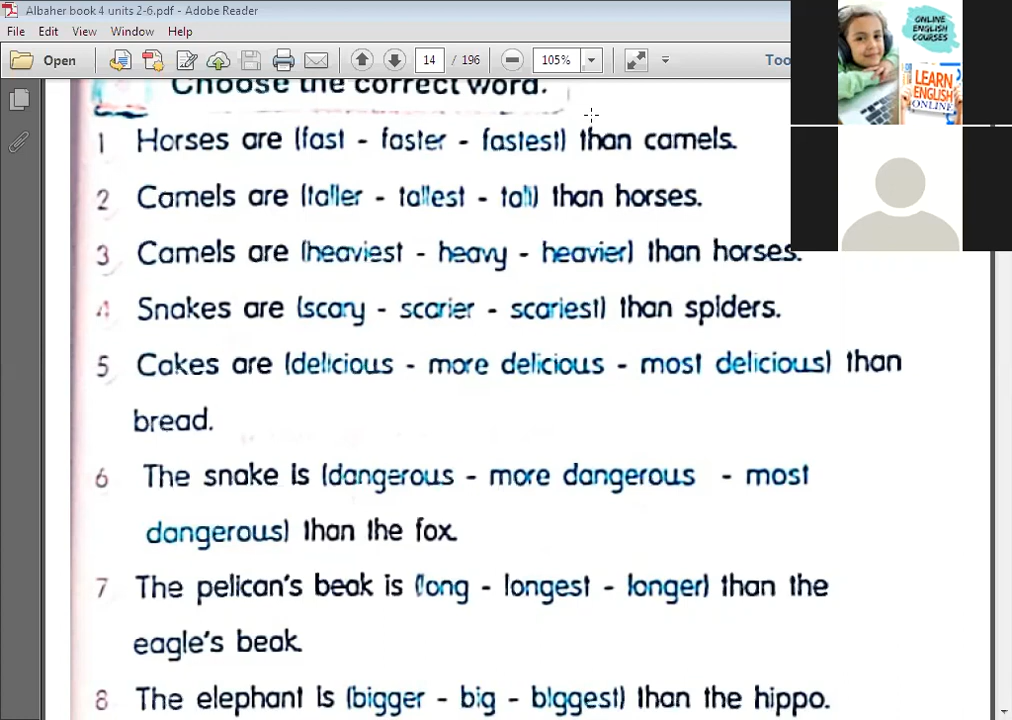 Albaher book 4 units 2-6.pdf - Adobe Reader
File Edit View Window Help
Open 14 / 196 105% Too
ONLINE
ENGLISH
COURSES
LEARN
ENGLISH
ONLINE
Choose the correct word.
1 Horses are (fast - faster - fastest) than camels.
2 Camels are (taller - tallest - tall) than horses.
3 Camels are (heaviest - heavy - heavier) than horses.
4 Snakes are (scary - scarier - scariest) than spiders.
5 Cakes are (delicious - more delicious - most delicious) than
bread.
6 The snake is (dangerous - more dangerous - most
dangerous) than the fox.
7 The pelican's beak is (long - longest - longer) than the
eagle's beak.
8 The elephant is (bigger - big - biggest) than the hippo.